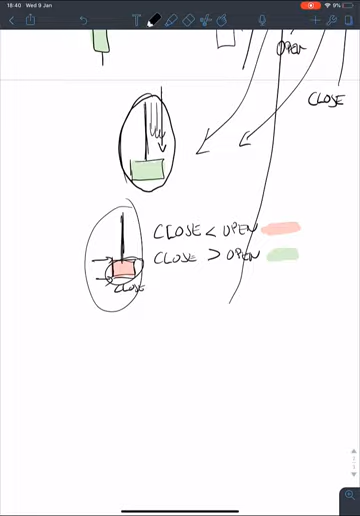 18:40 Wed 9 Jan
OPEN
CLOSE
CLOSE < OPEN
CLOSE > OPEN
CLOSE